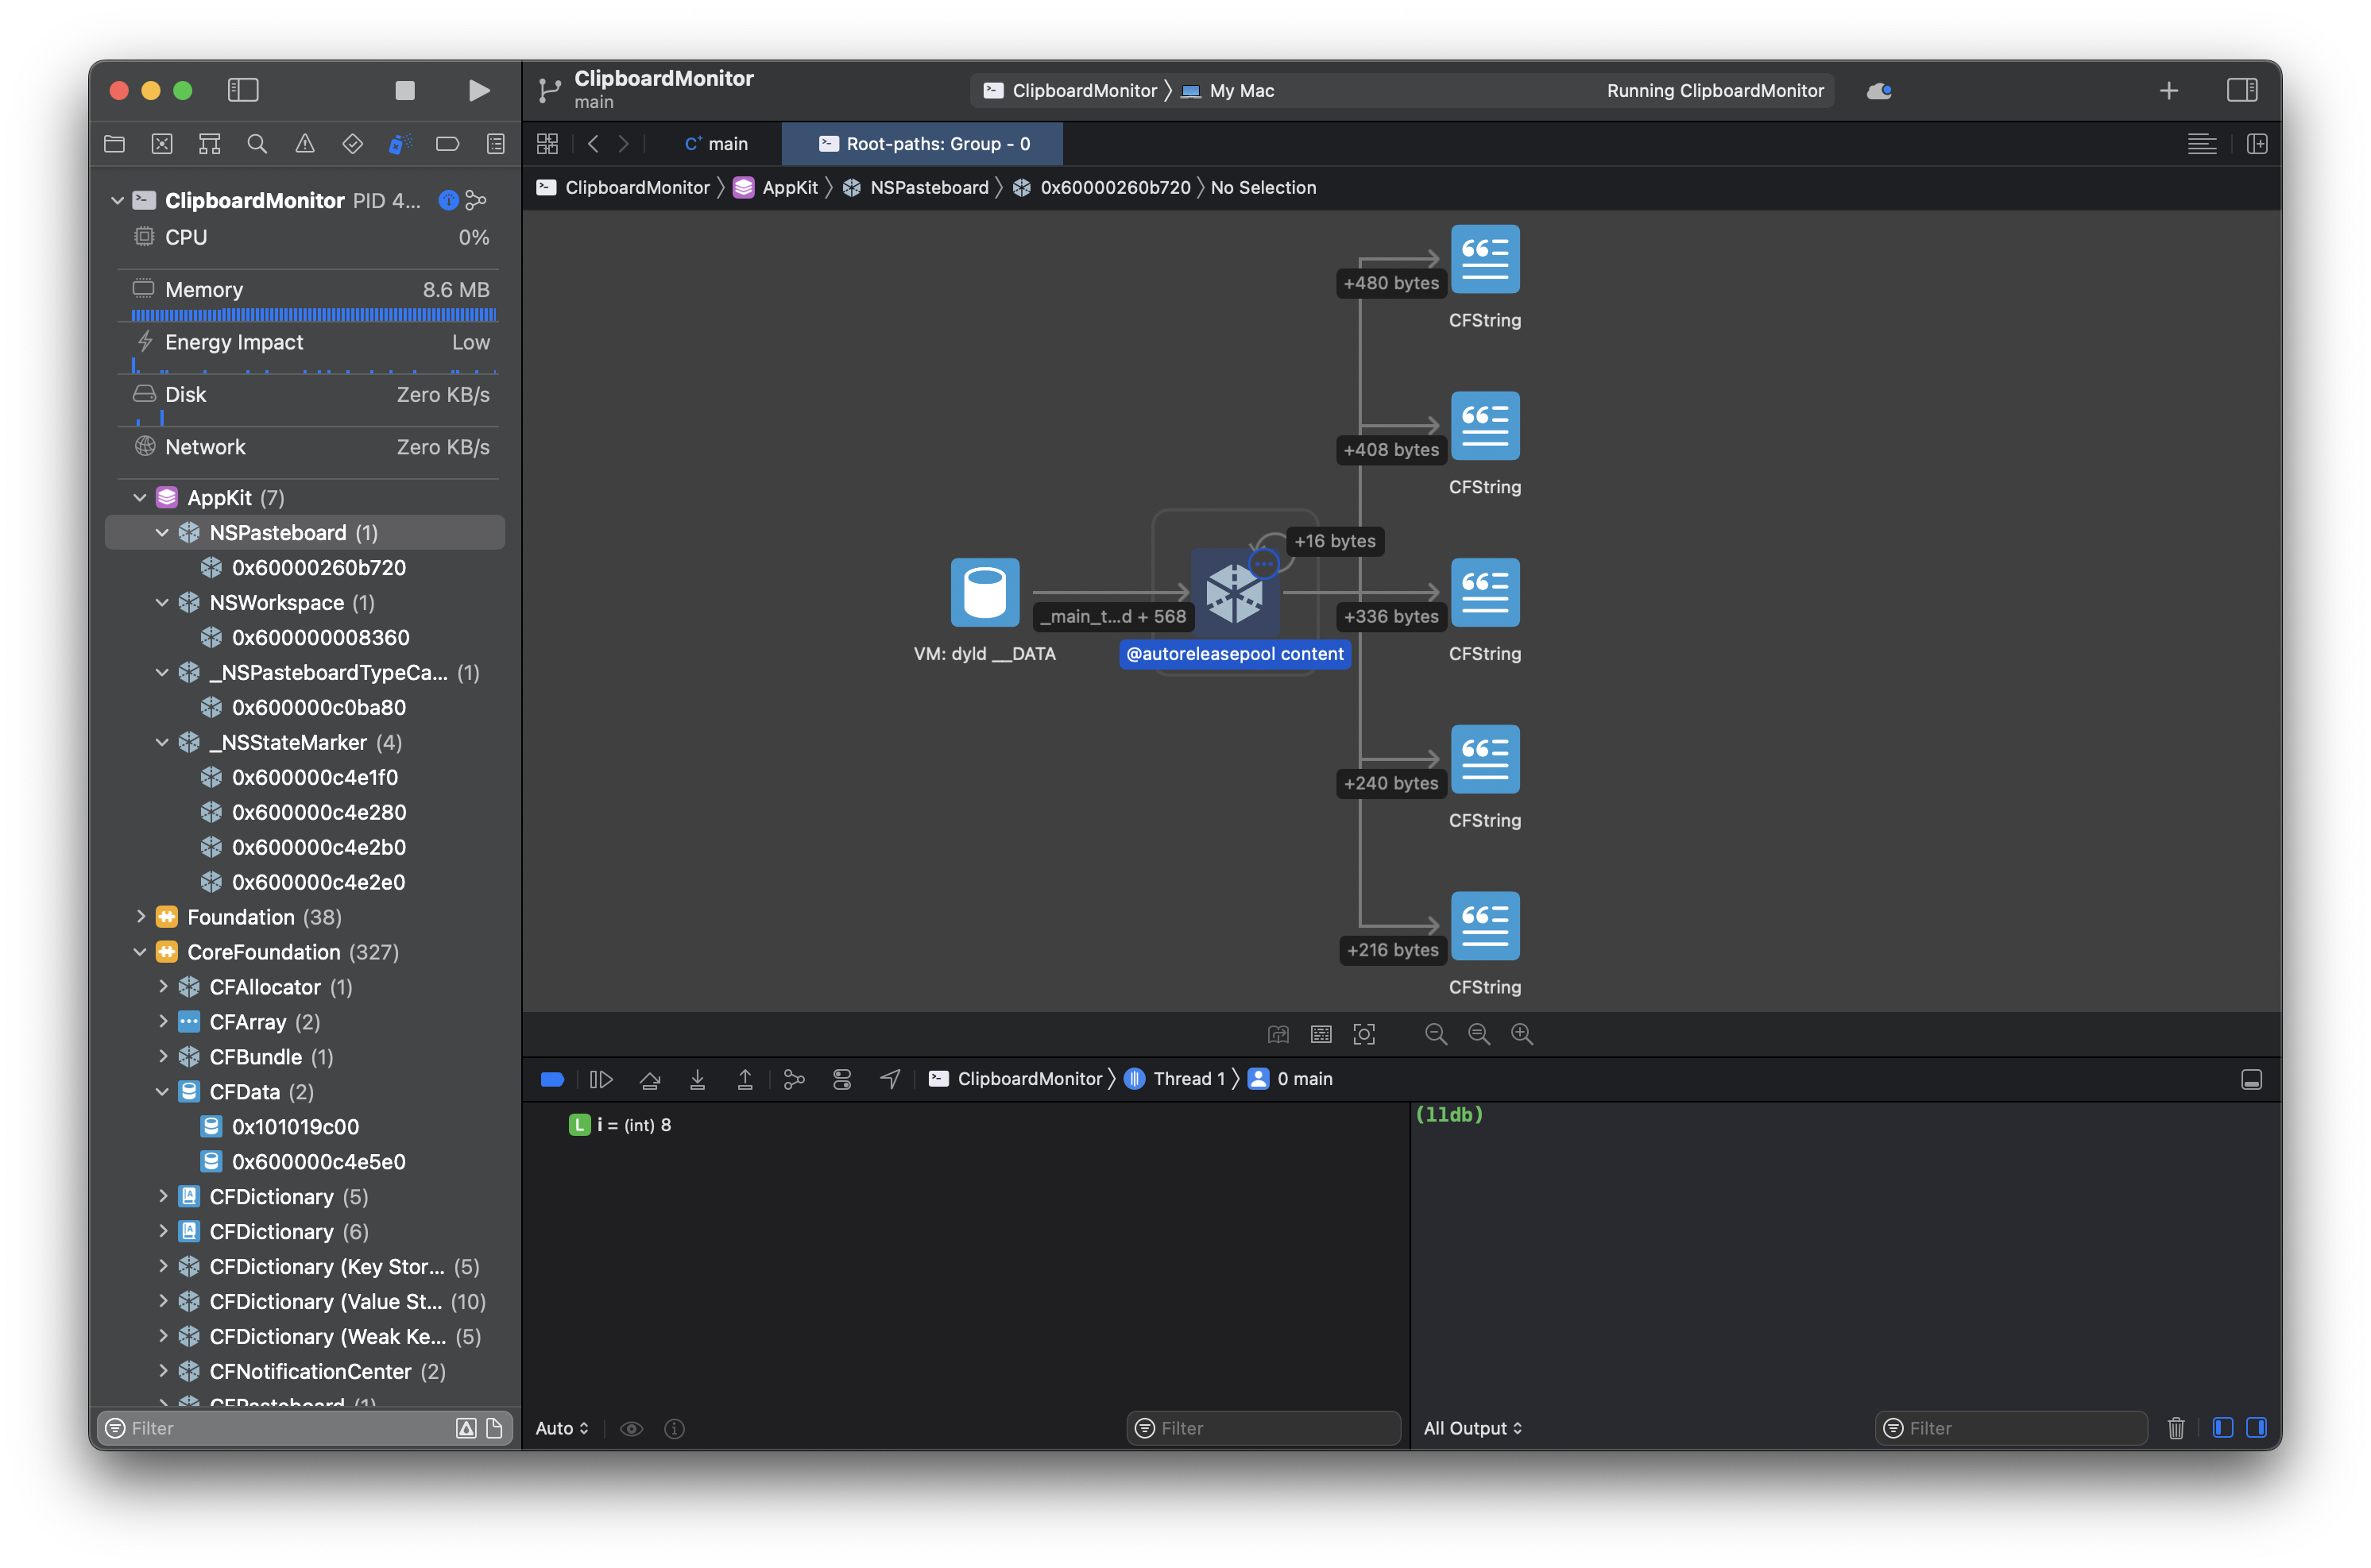 ClipboardMonitor
main
ClipboardMonitor
My Mac
Running ClipboardMonitor
main
Root-paths: Group - 0
ClipboardMonitor
AppKit
NSPasteboard
0x60000260b720
No Selection
ClipboardMonitor PID 4...
CPU 0%
Memory 8.6 MB
Energy Impact Low
Disk Zero KB/s
Network Zero KB/s
AppKit (7)
NSPasteboard (1)
0x60000260b720
NSWorkspace (1)
0x600000008360
_NSPasteboardTypeCa... (1)
0x600000c0ba80
_NSStateMarker (4)
0x600000c4e1f0
0x600000c4e280
0x600000c4e2b0
0x600000c4e2e0
Foundation (38)
CoreFoundation (327)
CFAllocator (1)
CFArray (2)
CFBundle (1)
CFData (2)
0x101019c00
0x600000c4e5e0
CFDictionary (5)
CFDictionary (6)
CFDictionary (Key Stor... (5)
CFDictionary (Value St... (10)
CFDictionary (Weak Ke... (5)
CFNotificationCenter (2)
CFPasteboard (1)
Filter
+480 bytes
CFString
+408 bytes
CFString
+16 bytes
_main_t...d + 568
VM: dyld __DATA
@autoreleasepool content
+336 bytes
CFString
+240 bytes
CFString
+216 bytes
CFString
ClipboardMonitor
Thread 1
0 main
L i = (int) 8
(lldb)
Auto
Filter
All Output
Filter